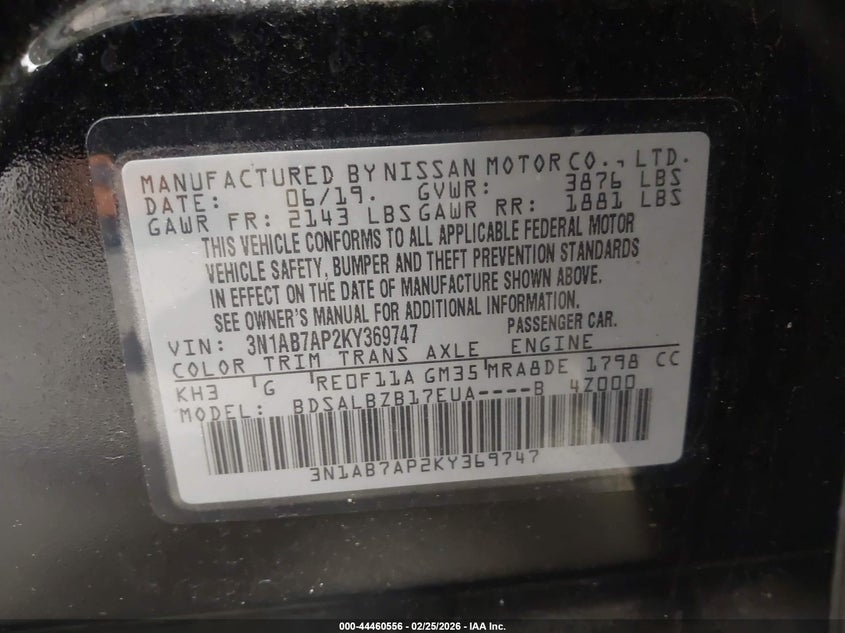 MANUFACTURED BY NISSAN MOTOR CO., LTD.
DATE: 06/19. GVWR: 3876 LBS
GAWR FR: 2143 LBS GAWR RR: 1881 LBS
THIS VEHICLE CONFORMS TO ALL APPLICABLE FEDERAL MOTOR
VEHICLE SAFETY, BUMPER AND THEFT PREVENTION STANDARDS
IN EFFECT ON THE DATE OF MANUFACTURE SHOWN ABOVE.
SEE OWNER'S MANUAL FOR ADDITIONAL INFORMATION.
VIN: 3N1AB7AP2KY369747 PASSENGER CAR.
COLOR TRIM TRANS AXLE ENGINE
KH3 G RE0F11A GM35 MRA8DE 1798 CC
MODEL: BDSALBZB17EUA----B 4Z000
3N1AB7AP2KY369747
000-44460556 - 02/25/2026 - IAA Inc.